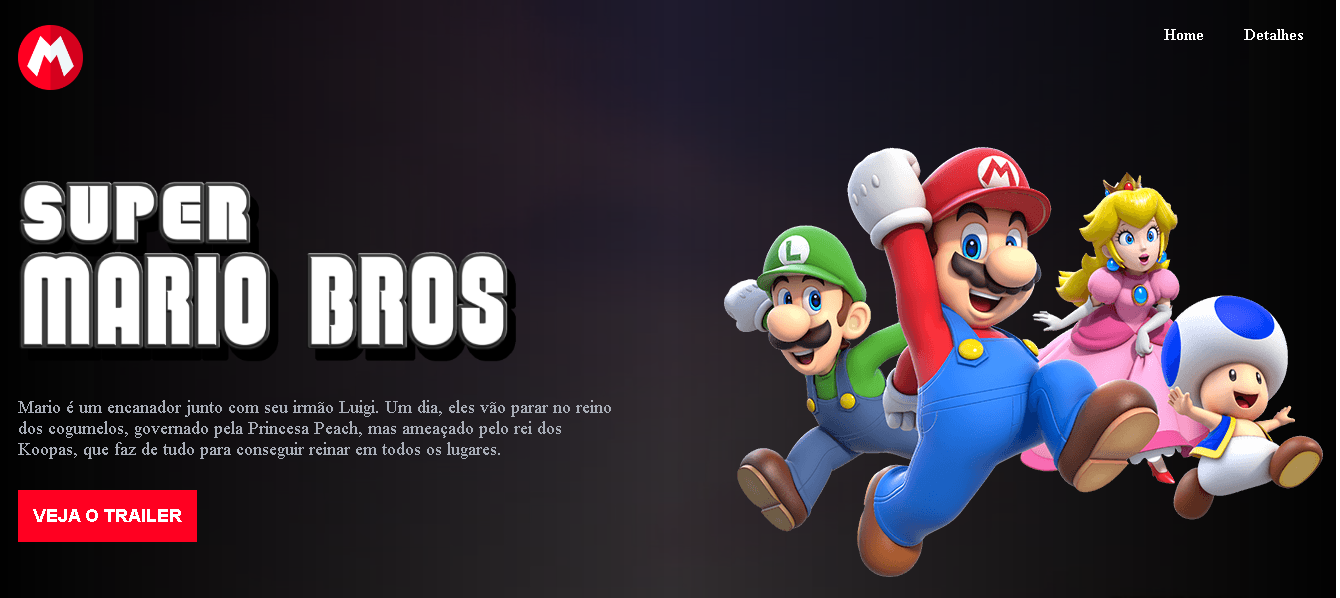 M
Home
Detalhes
SUPER
MARIO BROS
M
L
Mario é um encanador junto com seu irmão Luigi. Um dia, eles vão parar no reino
dos cogumelos, governado pela Princesa Peach, mas ameaçado pelo rei dos
Koopas, que faz de tudo para conseguir reinar em todos os lugares.
VEJA O TRAILER